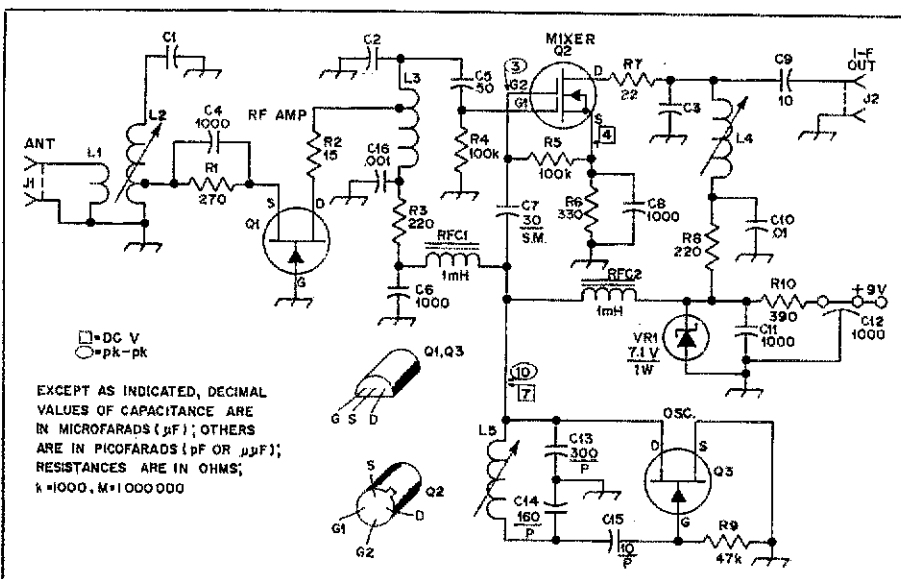 MIXER
Q2
C1
C2
C5
50
L2
L3
C4
1000
RF AMP
R2
15
3
G2
G1
D
S
4
R7
22
C9
10
I-F
OUT
J2
C3
L4
ANT
J1
L1
R1
270
C16
.001
R4
100k
R5
100k
S
D
Q1
G
R3
220
C7
30
S.M.
R6
330
C8
1000
C10
.01
R8
220
RFC1
1mH
RFC2
1mH
C6
1000
R10
390
+9V
C11
1000
C12
1000
VR1
7.1 V
1W
=DC V
=pk-pk
Q1,Q3
G S D
10
7
EXCEPT AS INDICATED, DECIMAL
VALUES OF CAPACITANCE ARE
IN MICROFARADS (µF); OTHERS
ARE IN PICOFARADS (pF OR µµF);
RESISTANCES ARE IN OHMS;
k=1000, M=1000000
S
Q2
D
G1
G2
L5
C13
300
P
C14
160
P
C15
10
P
OSC.
D
S
Q3
G
R9
47k